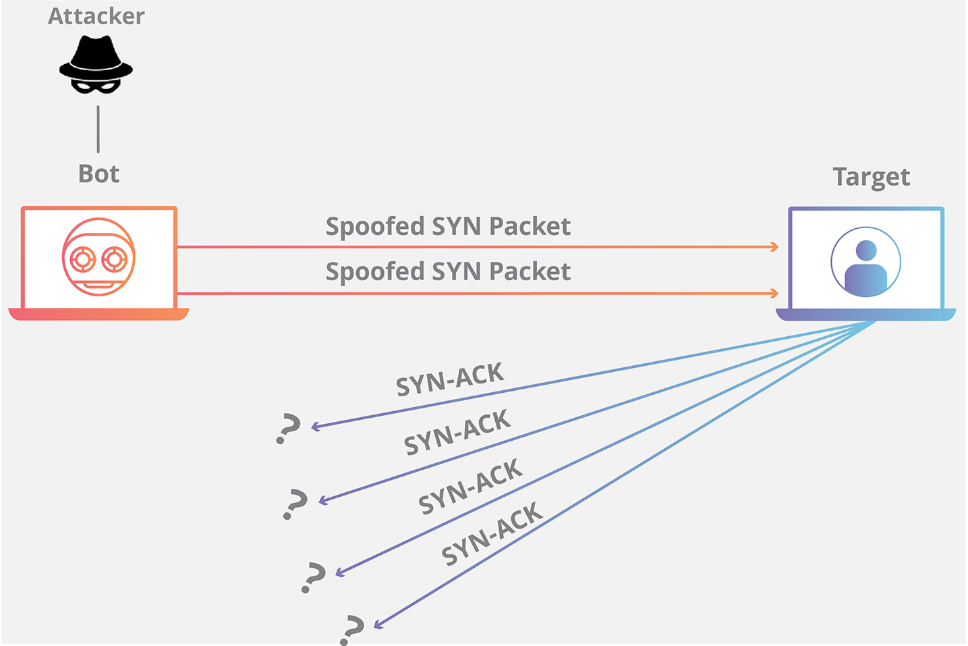 Attacker
Bot
Target
Spoofed SYN Packet
Spoofed SYN Packet
SYN-ACK
?
SYN-ACK
?
SYN-ACK
?
SYN-ACK
?